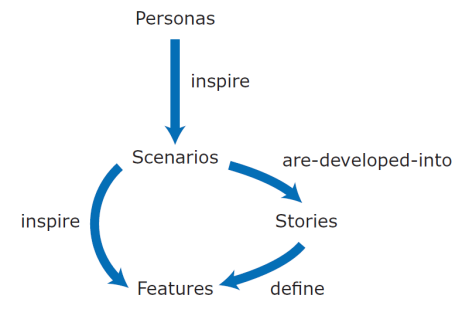 Personas
inspire
Scenarios
are-developed-into
inspire
Stories
Features
define